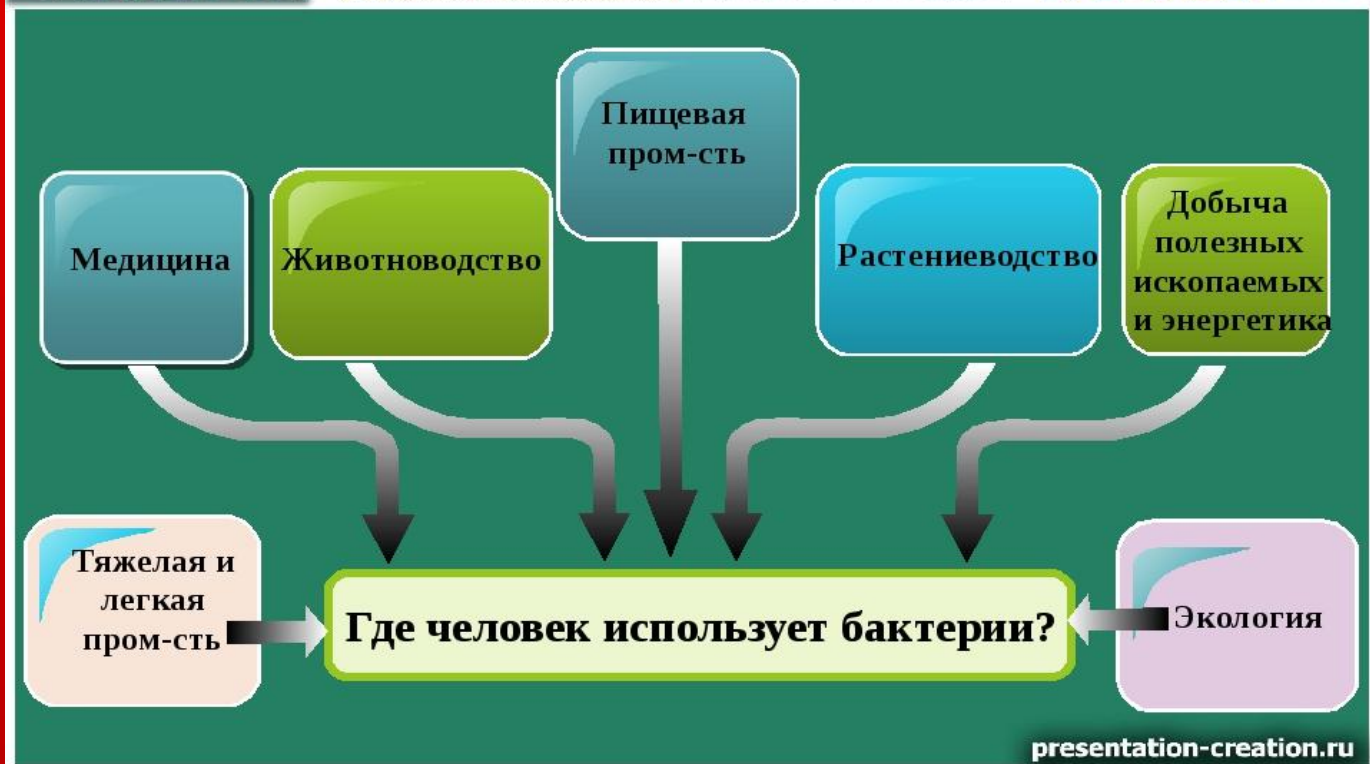 Пищевая
пром-сть
Медицина
Животноводство
Растениеводство
Добыча
полезных
ископаемых
и энергетика
Тяжелая и
легкая
пром-сть
Где человек использует бактерии?
Экология
presentation-creation.ru